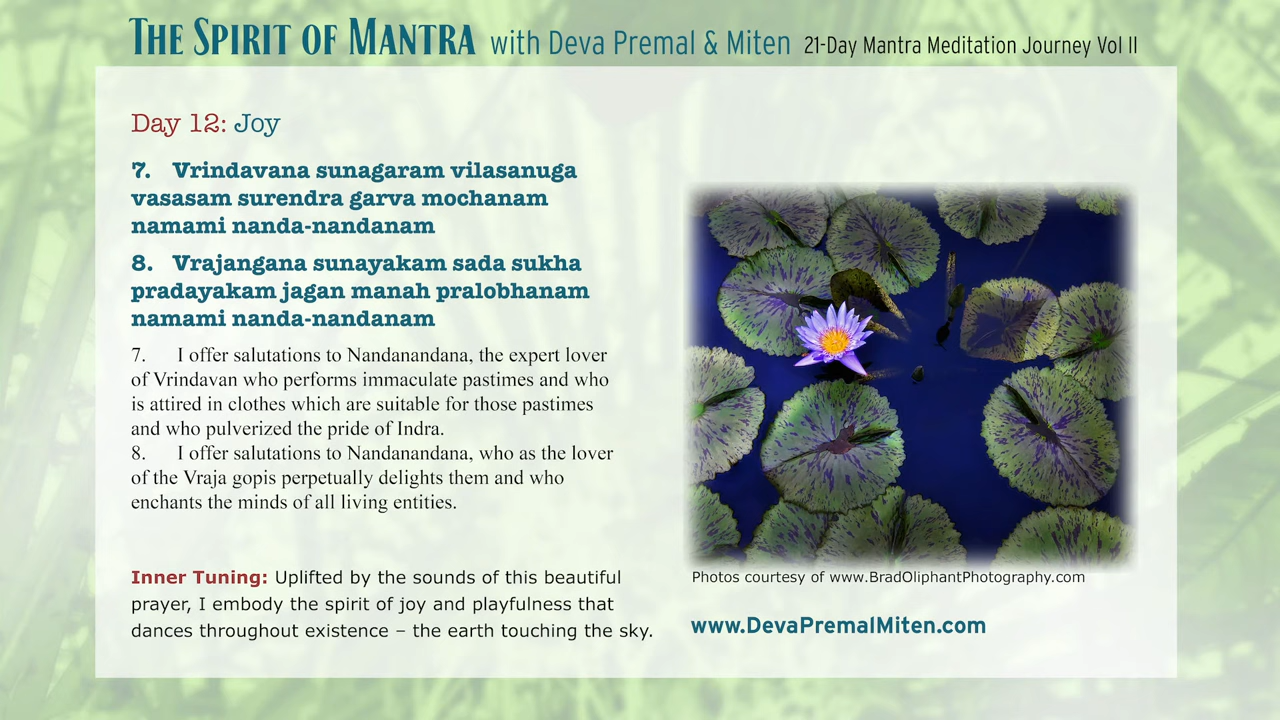 THE SPIRIT OF MANTRA with Deva Premal & Miten 21-Day Mantra Meditation Journey Vol II
Day 12: Joy
7. Vrindavana sunagaram vilasanuga
vasasam surendra garva mochanam
namami nanda-nandanam
8. Vrajangana sunayakam sada sukha
pradayakam jagan manah pralobhanam
namami nanda-nandanam
7. I offer salutations to Nandanandana, the expert lover
of Vrindavan who performs immaculate pastimes and who
is attired in clothes which are suitable for those pastimes
and who pulverized the pride of Indra.
8. I offer salutations to Nandanandana, who as the lover
of the Vraja gopis perpetually delights them and who
enchants the minds of all living entities.
Inner Tuning: Uplifted by the sounds of this beautiful
prayer, I embody the spirit of joy and playfulness that
dances throughout existence – the earth touching the sky.
Photos courtesy of www.BradOliphantPhotography.com
www.DevaPremalMiten.com